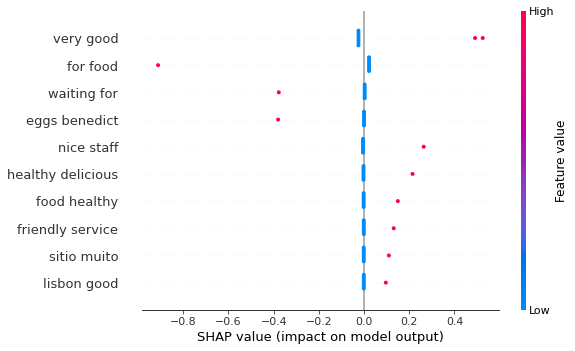 High
very good
for food
waiting for
eggs benedict
nice staff
healthy delicious
food healthy
friendly service
sitio muito
lisbon good
Feature value
Low
−0.8 −0.6 −0.4 −0.2 0.0 0.2 0.4
SHAP value (impact on model output)